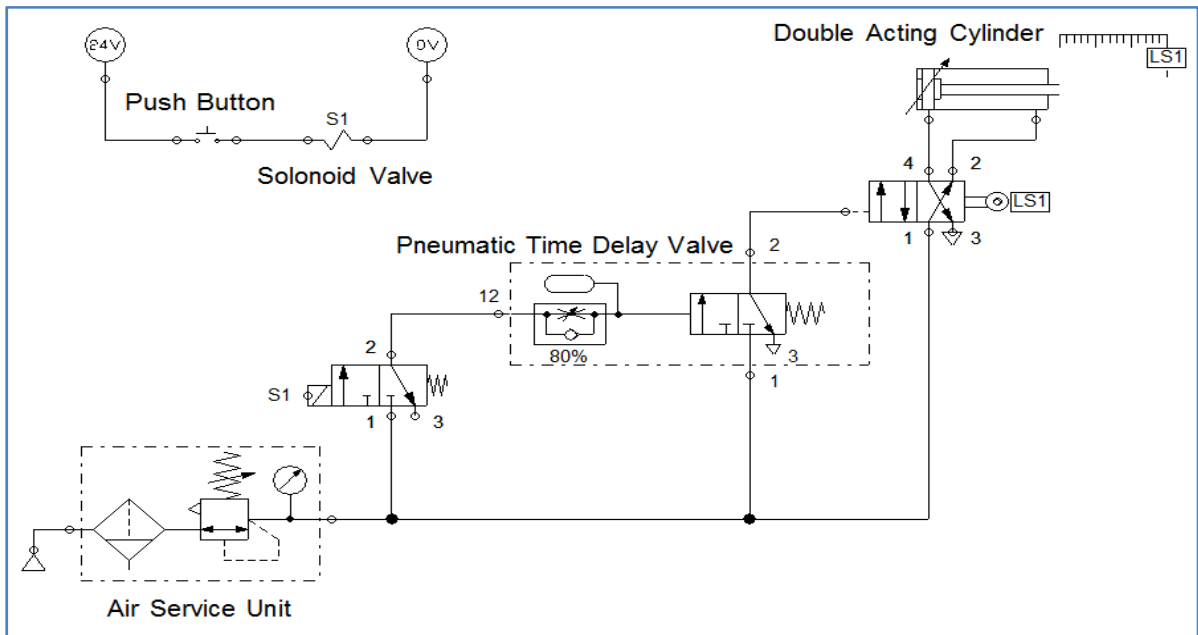 24V
0V
Double Acting Cylinder
LS1
Push Button
S1
Solonoid Valve
4
2
LS1
1
3
Pneumatic Time Delay Valve
2
12
80%
3
1
2
S1
1
3
Air Service Unit